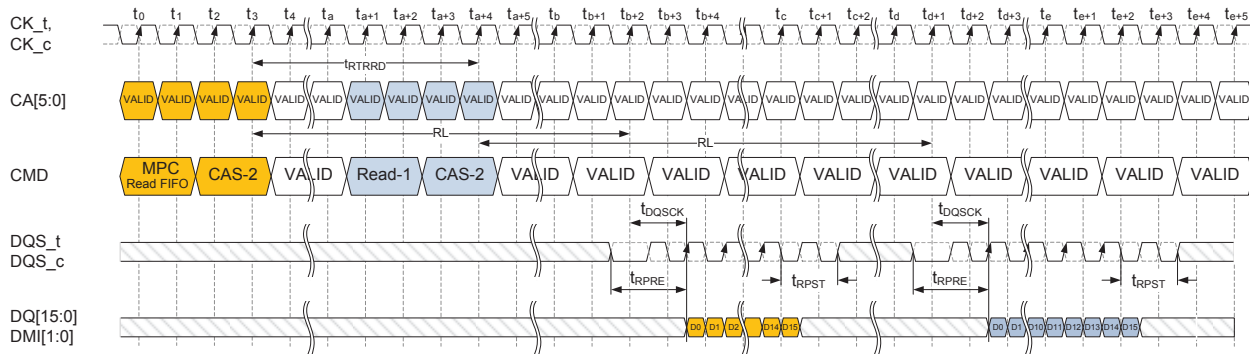 t0 t1 t2 t3 t4 ta ta+1 ta+2 ta+3 ta+4 ta+5 tb tb+1 tb+2 tb+3 tb+4 tc tc+1 tc+2 td td+1 td+2 td+3 te te+1 te+2 te+3 te+4 te+5
CK_t,
CK_c
tRTRRD
CA[5:0] VALID VALID VALID VALID VALID VALID VALID VALID VALID VALID VALID VALID VALID VALID VALID VALID VALID VALID VALID VALID VALID VALID VALID VALID VALID VALID VALID VALID VALID VALID
RL
RL
CMD MPC Read FIFO CAS-2 VALID Read-1 CAS-2 VALID VALID VALID VALID VALID VALID VALID VALID VALID VALID
tDQSCK tDQSCK
DQS_t
DQS_c
tRPRE tRPST tRPRE tRPST
DQ[15:0]
DMI[1:0]
D0 D1 D2 D14 D15 D0 D1 D10 D11 D12 D13 D14 D15